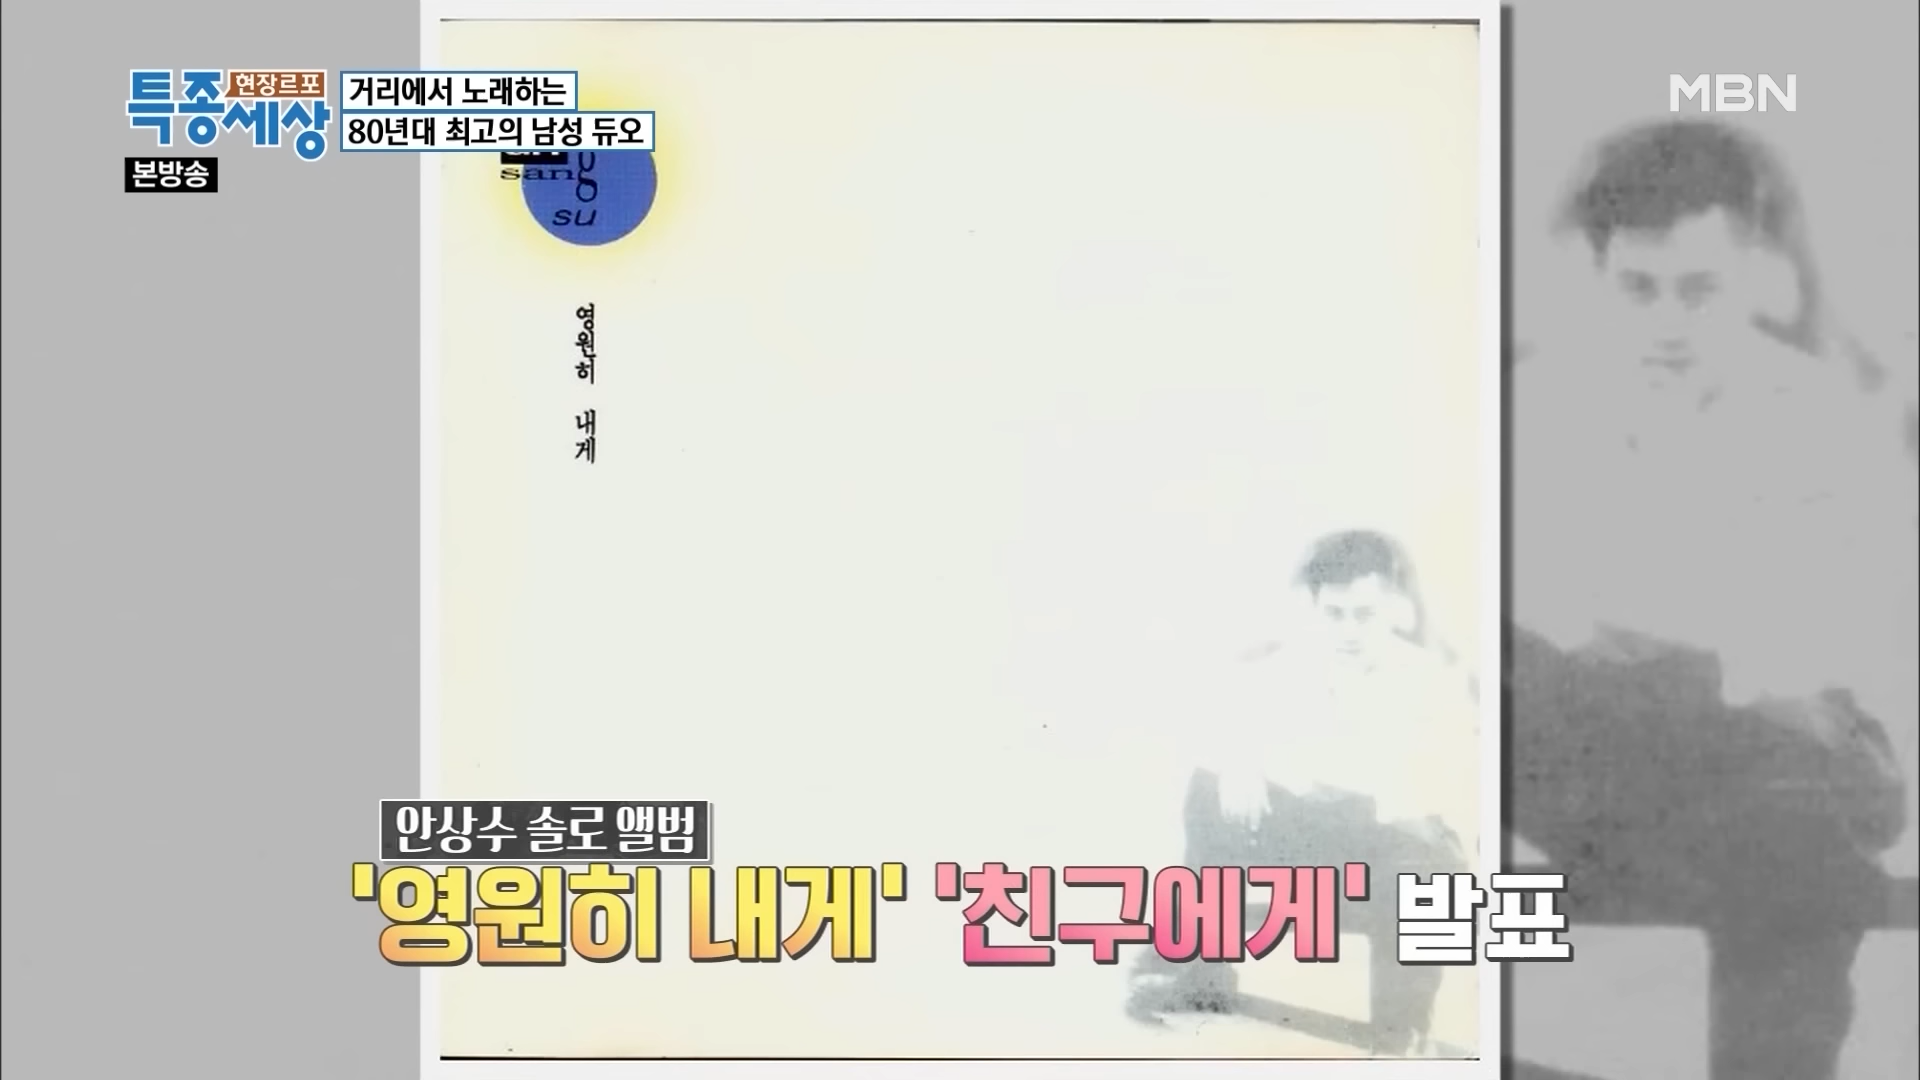 특종세상 현장르포
거리에서 노래하는
80년대 최고의 남성 듀오
본방송
MBN
sang
su
영원히 내게
안상수 솔로 앨범
'영원히 내게' '친구에게' 발표